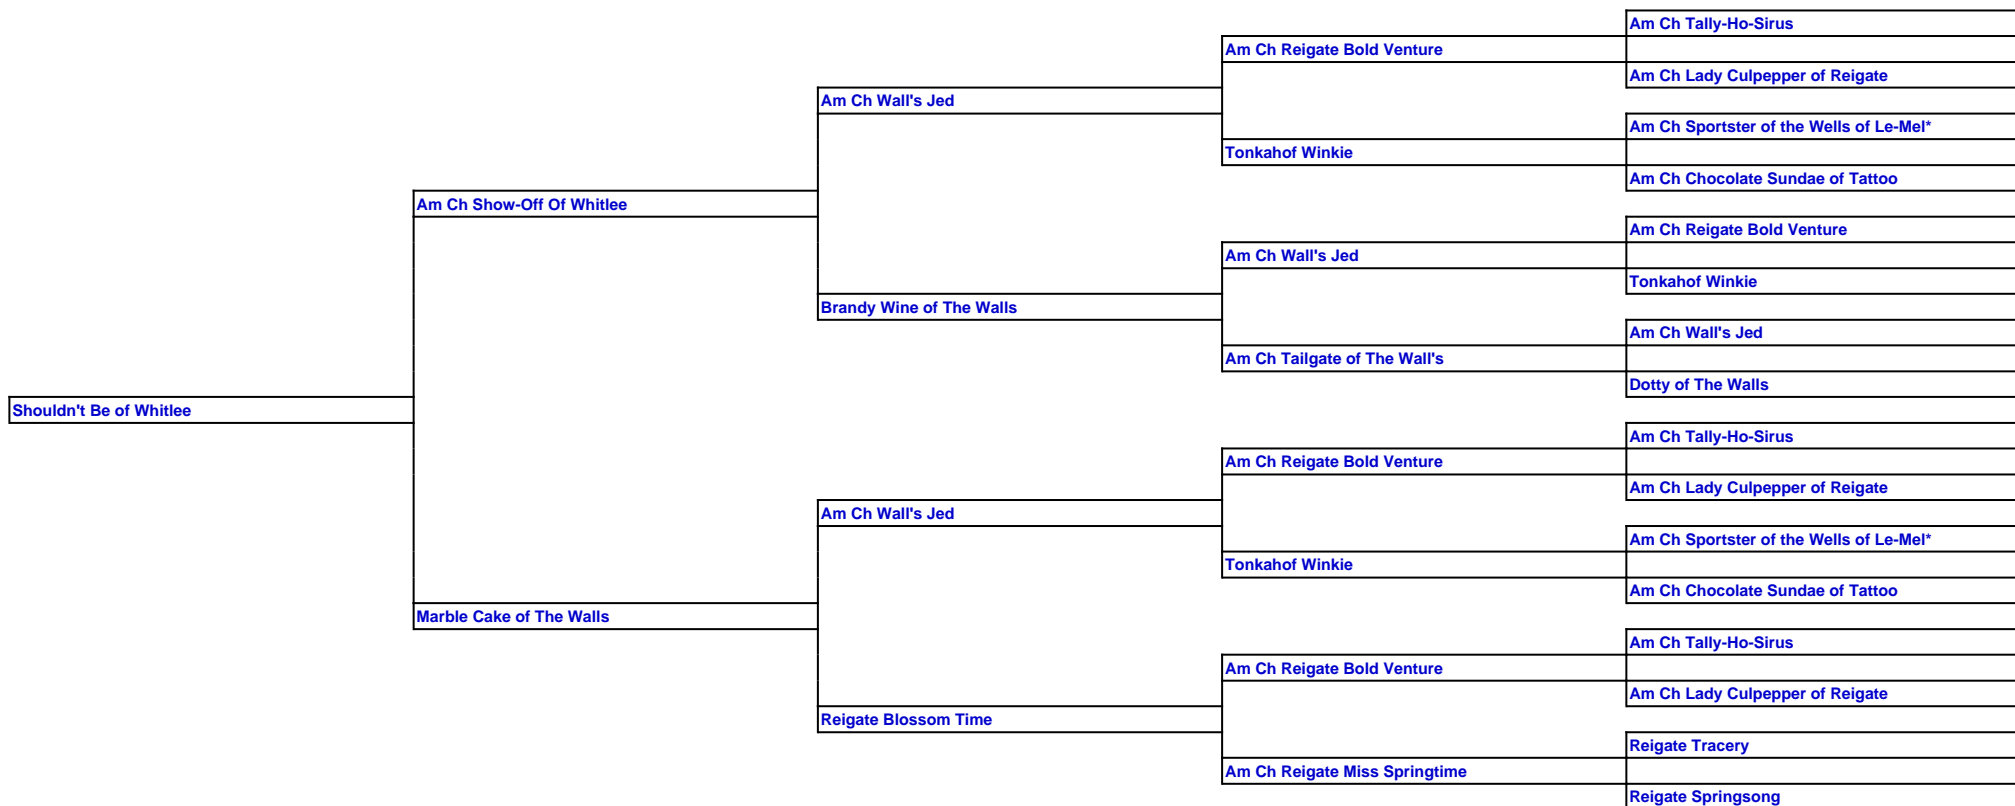 Am Ch Tally-Ho-Sirus
Am Ch Reigate Bold Venture
Am Ch Lady Culpepper of Reigate
Am Ch Wall's Jed
Am Ch Sportster of the Wells of Le-Mel*
Tonkahof Winkie
Am Ch Chocolate Sundae of Tattoo
Am Ch Show-Off Of Whitlee
Am Ch Reigate Bold Venture
Am Ch Wall's Jed
Tonkahof Winkie
Brandy Wine of The Walls
Am Ch Wall's Jed
Am Ch Tailgate of The Wall's
Dotty of The Walls
Shouldn't Be of Whitlee
Am Ch Tally-Ho-Sirus
Am Ch Reigate Bold Venture
Am Ch Lady Culpepper of Reigate
Am Ch Wall's Jed
Am Ch Sportster of the Wells of Le-Mel*
Tonkahof Winkie
Am Ch Chocolate Sundae of Tattoo
Marble Cake of The Walls
Am Ch Tally-Ho-Sirus
Am Ch Reigate Bold Venture
Am Ch Lady Culpepper of Reigate
Reigate Blossom Time
Reigate Tracery
Am Ch Reigate Miss Springtime
Reigate Springsong